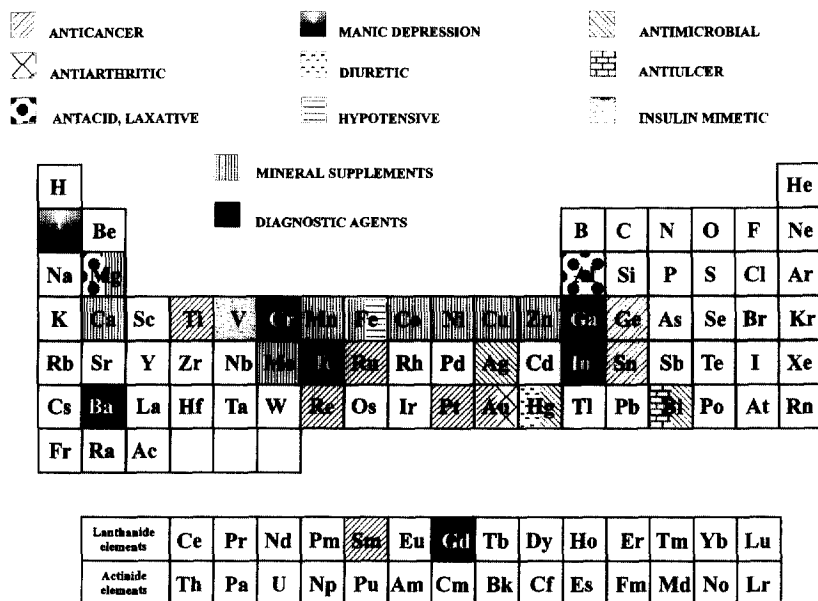 ANTICANCER MANIC DEPRESSION ANTIMICROBIAL
ANTIARTHRITIC DIURETIC ANTIULCER
ANTACID, LAXATIVE HYPOTENSIVE INSULIN MIMETIC
MINERAL SUPPLEMENTS
DIAGNOSTIC AGENTS
H He
Be B C N O F Ne
Na Mg Al Si P S Cl Ar
K Ca Sc V Cr Mn Fe Co Ni Cu Zn Ga Ge As Se Br Kr
Rb Sr Y Zr Nb Mo Ru Rh Pd Ag Cd In Sn Sb Te I Xe
Cs Ba La Hf Ta W Re Os Ir Pt Au Hg Tl Pb Po At Rn
Fr Ra Ac
Lanthanide
elements Ce Pr Nd Pm Sm Eu Gd Tb Dy Ho Er Tm Yb Lu
Actinide
elements Th Pa U Np Pu Am Cm Bk Cf Es Fm Md No Lr